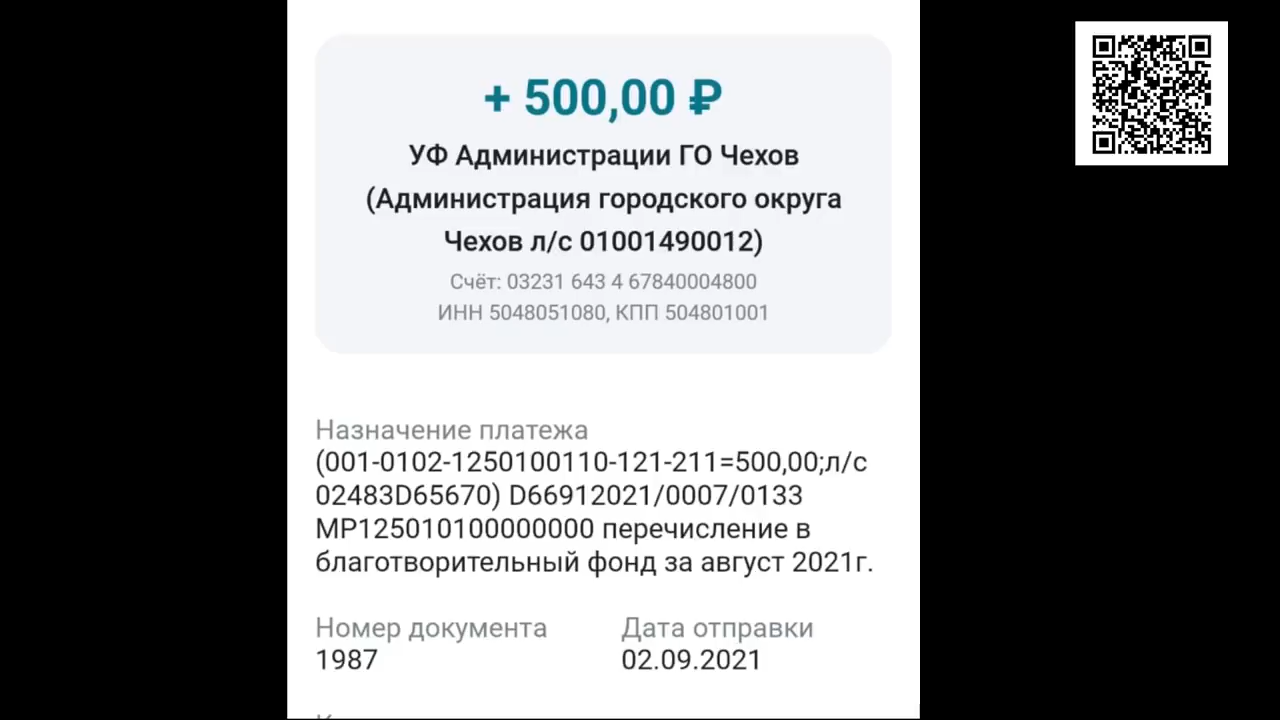 + 500,00 ₽
УФ Администрации ГО Чехов
(Администрация городского округа
Чехов л/с 01001490012)
Счёт: 03231 643 4 67840004800
ИНН 5048051080, КПП 504801001
Назначение платежа
(001-0102-1250100110-121-211=500,00;л/с
02483D65670) D66912021/0007/0133
МР125010100000000 перечисление в
благотворительный фонд за август 2021г.
Номер документа
Дата отправки
1987
02.09.2021